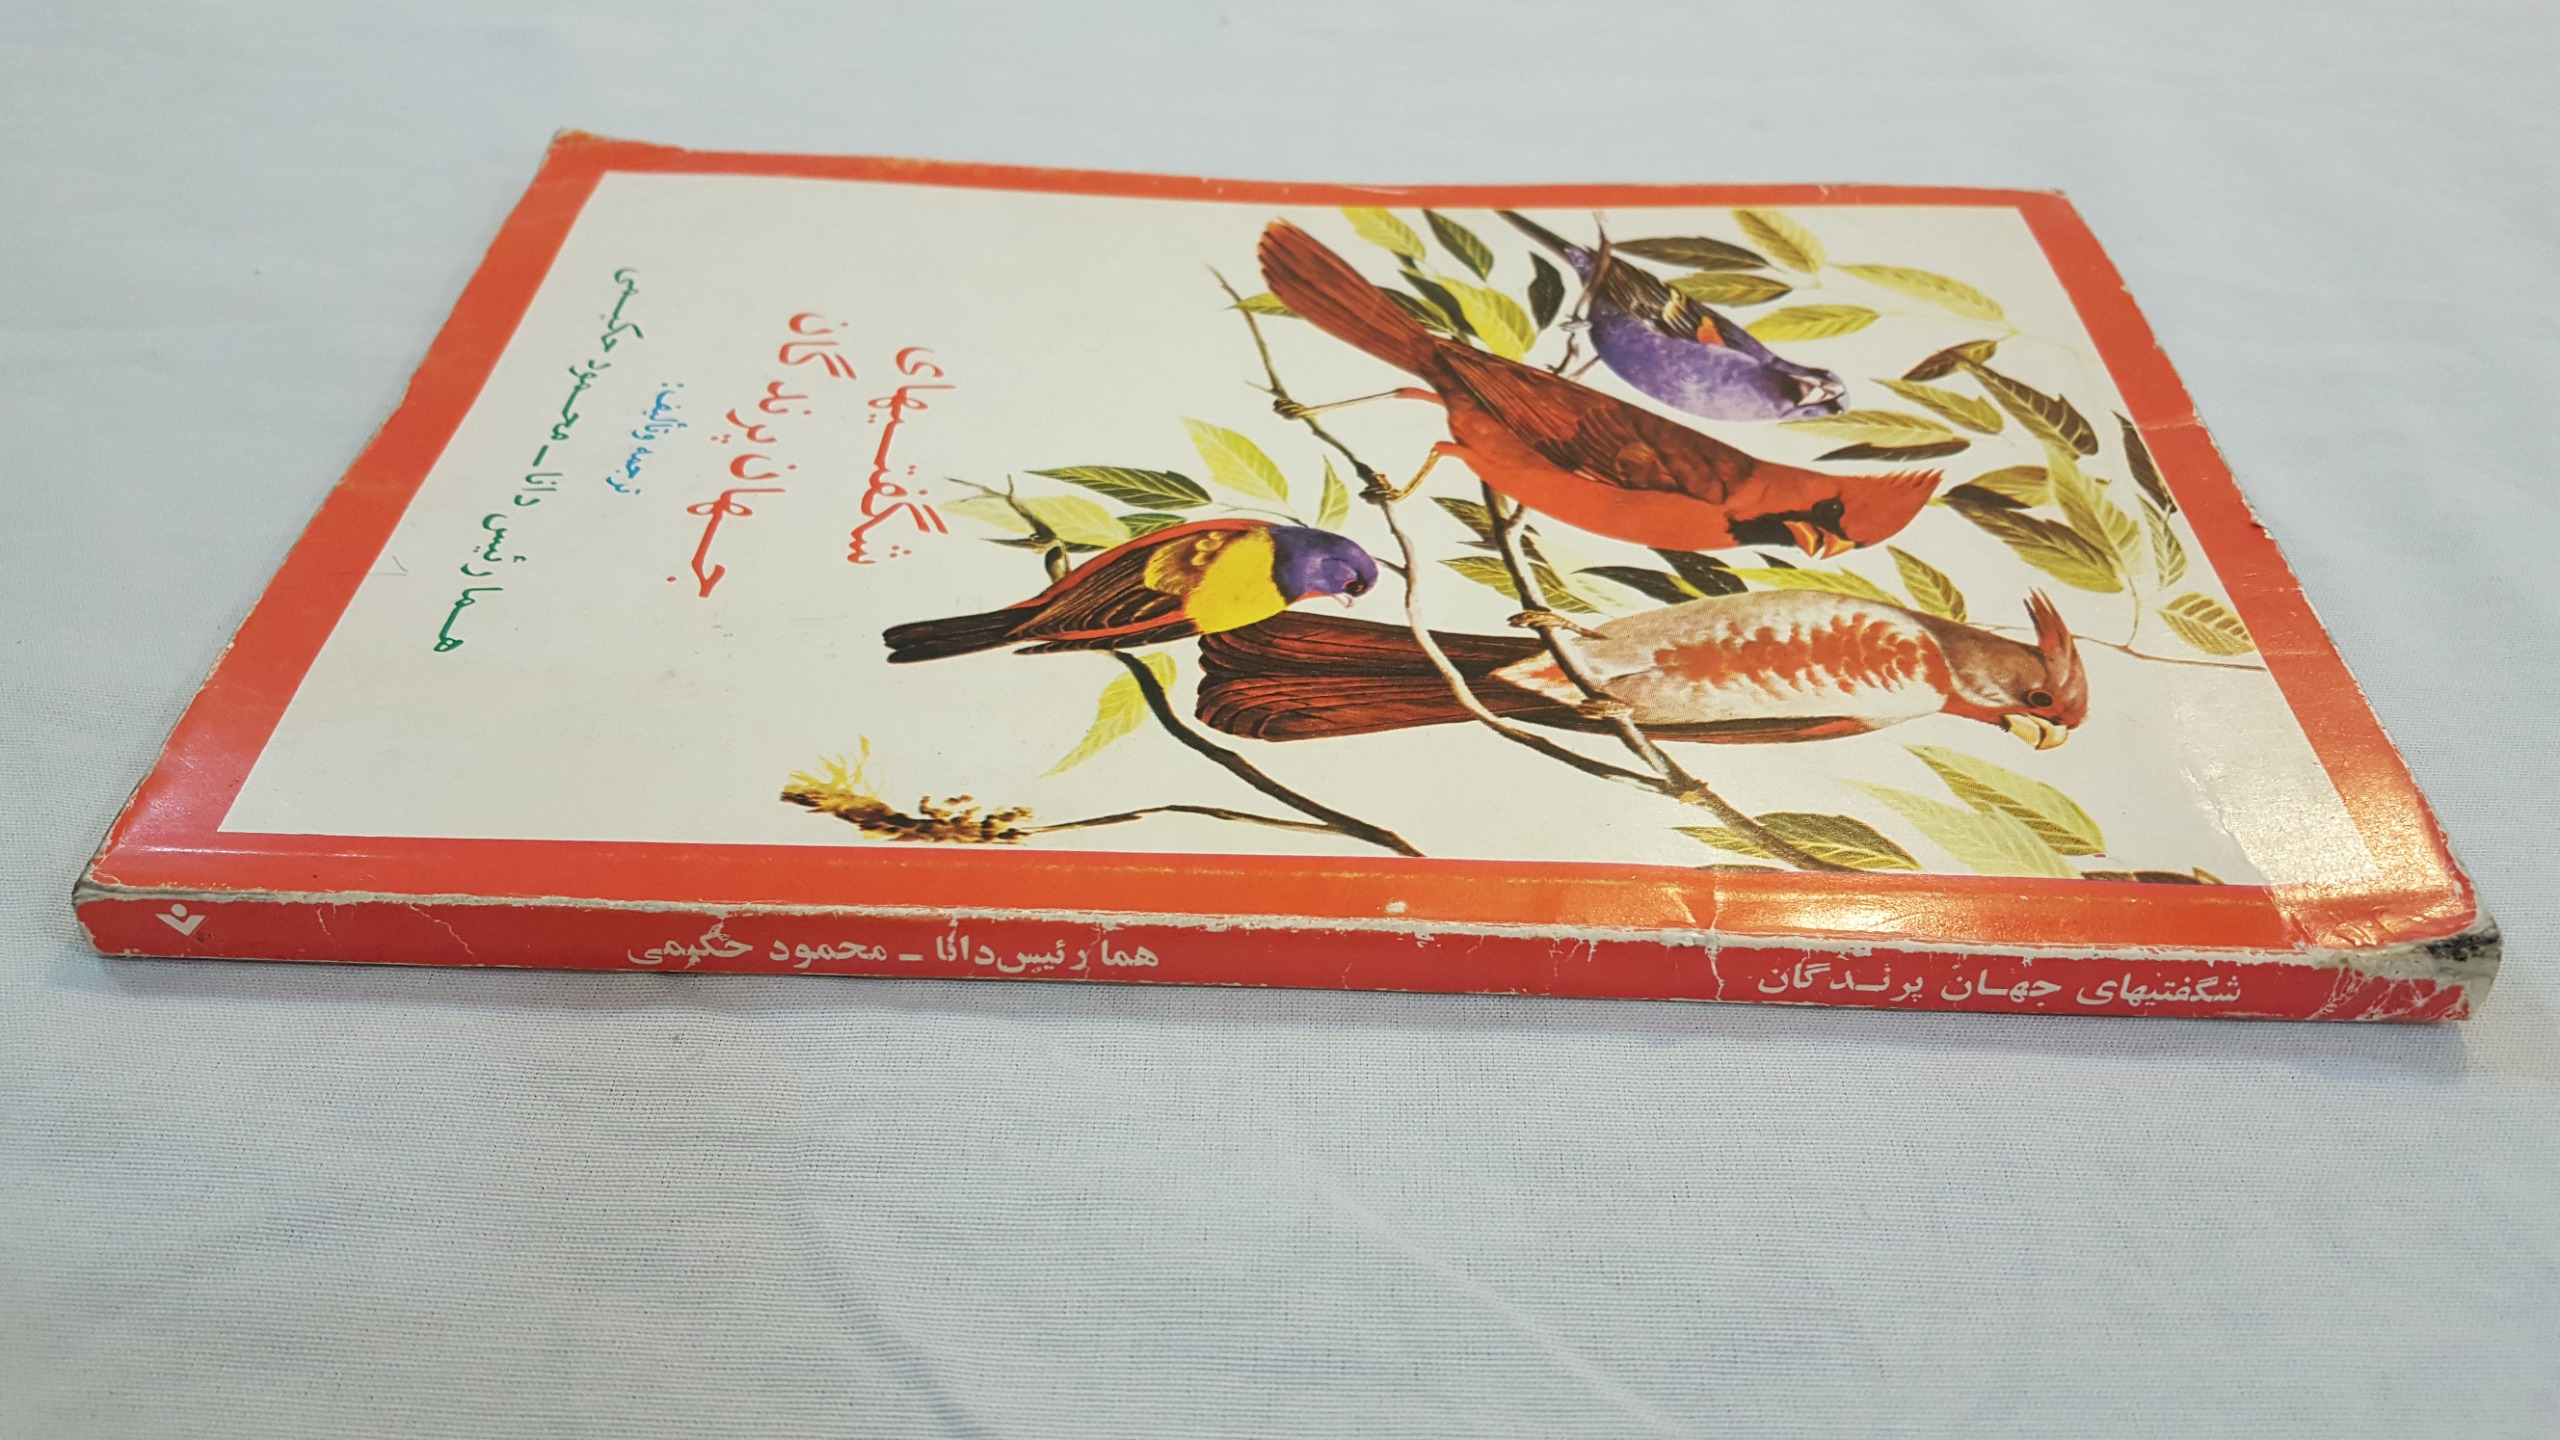 شگفتیهای
جهان پرندگان
ترجمه و تألیف:
هما رئیس دانا ـ محمود حکیمی
شگفتیهای جهان پرندگان
هما رئیس دانا ـ محمود حکیمی